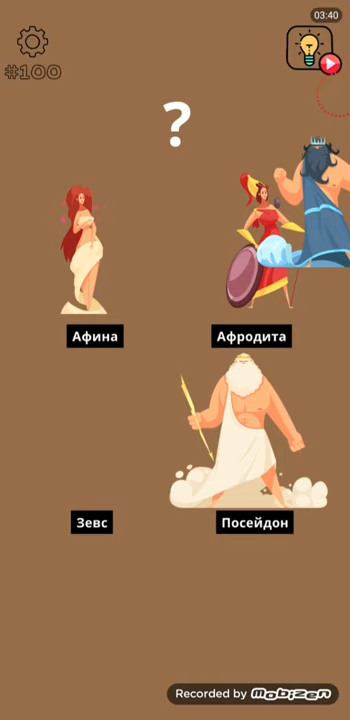 03:40
#100
?
Афина
Афродита
Зевс
Посейдон
Recorded by Mobizen